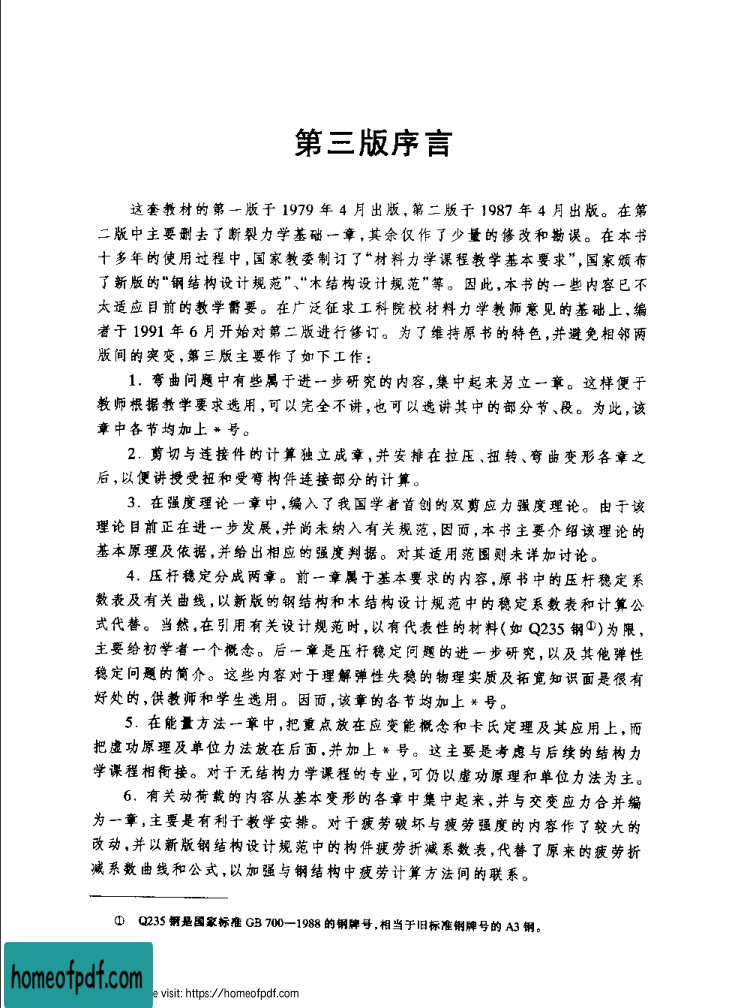 第三版序言
这套教材的第一版于 1979 年 4 月出版,第二版于 1987 年 4 月出版。在第
二版中主要删去了断裂力学基础一章,其余仅作了少量的修改和勘误。在本书
十多年的使用过程中,国家教委制订了“材料力学课程教学基本要求”,国家颁布
了新版的“钢结构设计规范”、“木结构设计规范”等。因此,本书的一些内容已不
太适应目前的教学需要。在广泛征求工科院校材料力学教师意见的基础上,编
者于 1991 年 6 月开始对第二版进行修订。为了维持原书的特色,并避免相邻两
版间的突变,第三版主要作了如下工作:
1. 弯曲问题中有些属于进一步研究的内容,集中起来另立一章。这样便于
教师根据教学要求选用,可以完全不讲,也可以选讲其中的部分节、段。为此,该
章中各节均加上 * 号。
2. 剪切与连接件的计算独立成章,并安排在拉压、扭转、弯曲变形各章之
后,以便讲授受扭和受弯构件连接部分的计算。
3. 在强度理论一章中,编入了我国学者首创的双剪应力强度理论。由于该
理论目前正在进一步发展,并尚未纳入有关规范,因而,本书主要介绍该理论的
基本原理及依据,并给出相应的强度判据。对其适用范围则未详加讨论。
4. 压杆稳定分成两章。前一章属于基本要求的内容,原书中的压杆稳定系
数表及有关曲线,以新版的钢结构和木结构设计规范中的稳定系数表和计算公
式代替。当然,在引用有关设计规范时,以有代表性的材料(如 Q235 钢①)为限,
主要给初学者一个概念。后一章是压杆稳定问题的进一步研究,以及其他弹性
稳定问题的简介。这些内容对于理解弹性失稳的物理实质及拓宽知识面是很有
好处的,供教师和学生选用。因而,该章的各节均加上 * 号。
5. 在能量方法一章中,把重点放在应变能概念和卡氏定理及其应用上,而
把虚功原理及单位力法放在后面,并加上 * 号。这主要是考虑与后续的结构力
学课程相衔接。对于无结构力学课程的专业,可仍以虚功原理和单位力法为主。
6. 有关动荷载的内容从基本变形的各章中集中起来,并与交变应力合并编
为一章,主要是有利于教学安排。对于疲劳破坏与疲劳强度的内容作了较大的
改动,并以新版钢结构设计规范中的构件疲劳折减系数表,代替了原来的疲劳折
减系数曲线和公式,以加强与钢结构中疲劳计算方法间的联系。
① Q235 钢是国家标准 GB 700—1988 的钢牌号,相当于旧标准钢牌号的 A3 钢。
homeofpdf.com
e visit: https://homeofpdf.com